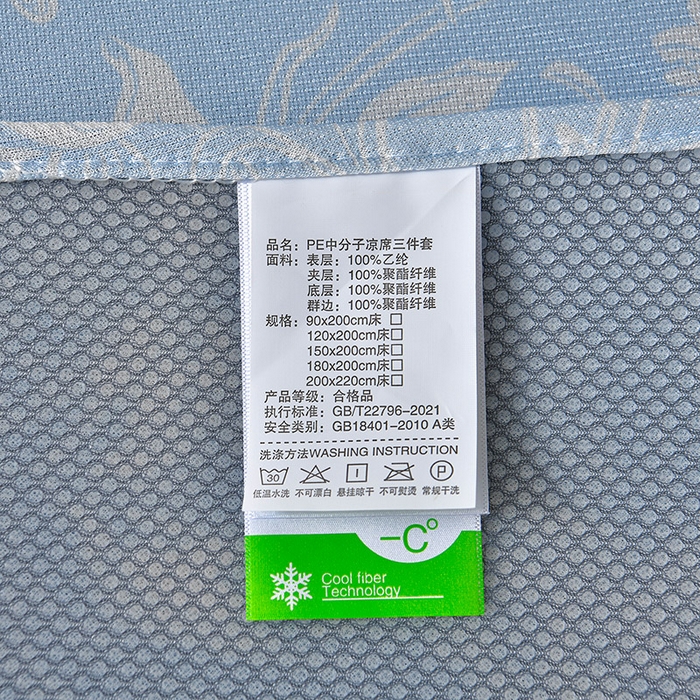 品名：PE中分子凉席三件套
面料：表层：100%乙纶
夹层：100%聚酯纤维
底层：100%聚酯纤维
群边：100%聚酯纤维
规格：90x200cm床□
120x200cm床□
150x200cm床□
180x200cm床□
200x220cm床□
产品等级：合格品
执行标准：GB/T22796-2021
安全类别：GB18401-2010 A类
洗涤方法WASHING INSTRUCTION
30 P
低温水洗 不可漂白 悬挂晾干 不可熨烫 常规干洗
-C°
Cool fiber
Technology